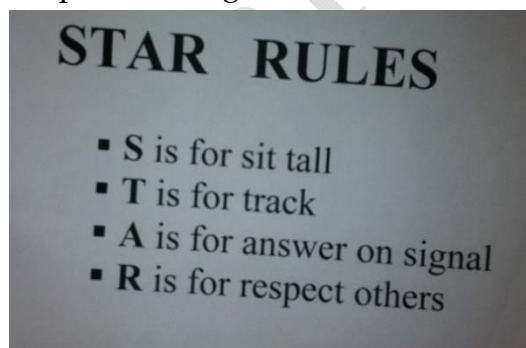 STAR RULES
▪ S is for sit tall
▪ T is for track
▪ A is for answer on signal
▪ R is for respect others